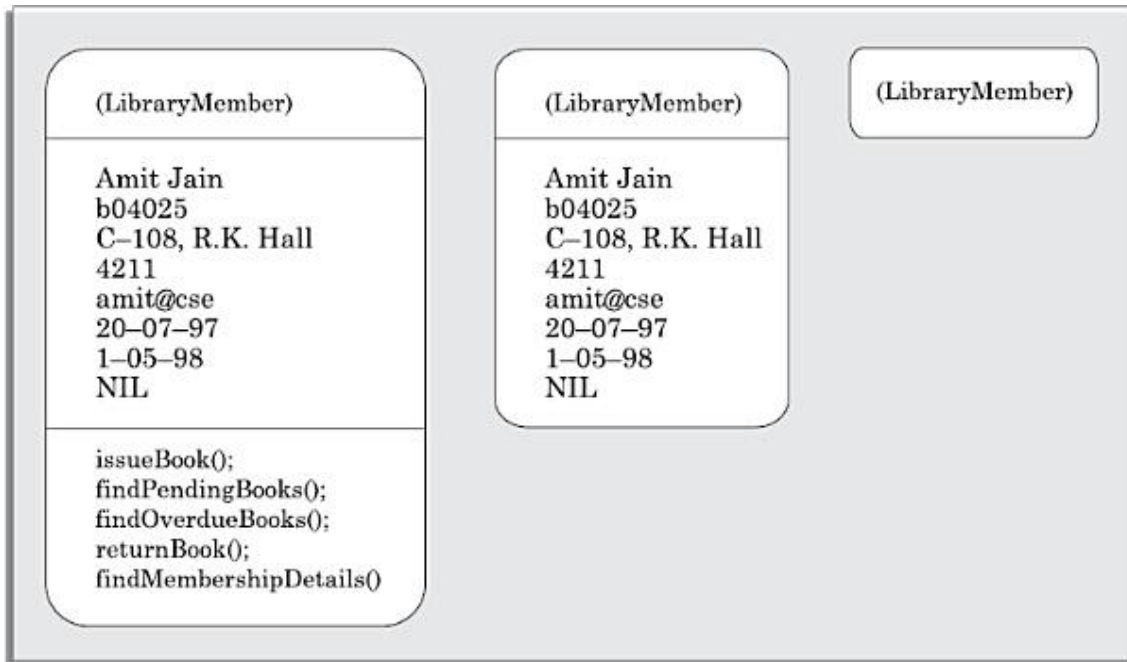 (LibraryMember)
Amit Jain
b04025
C–108, R.K. Hall
4211
amit@cse
20–07–97
1–05–98
NIL
issueBook();
findPendingBooks();
findOverdueBooks();
returnBook();
findMembershipDetails()
(LibraryMember)
Amit Jain
b04025
C–108, R.K. Hall
4211
amit@cse
20–07–97
1–05–98
NIL
(LibraryMember)